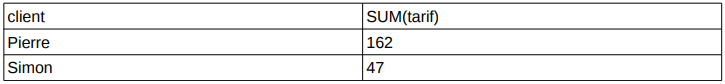 client SUM(tarif)
Pierre 162
Simon 47